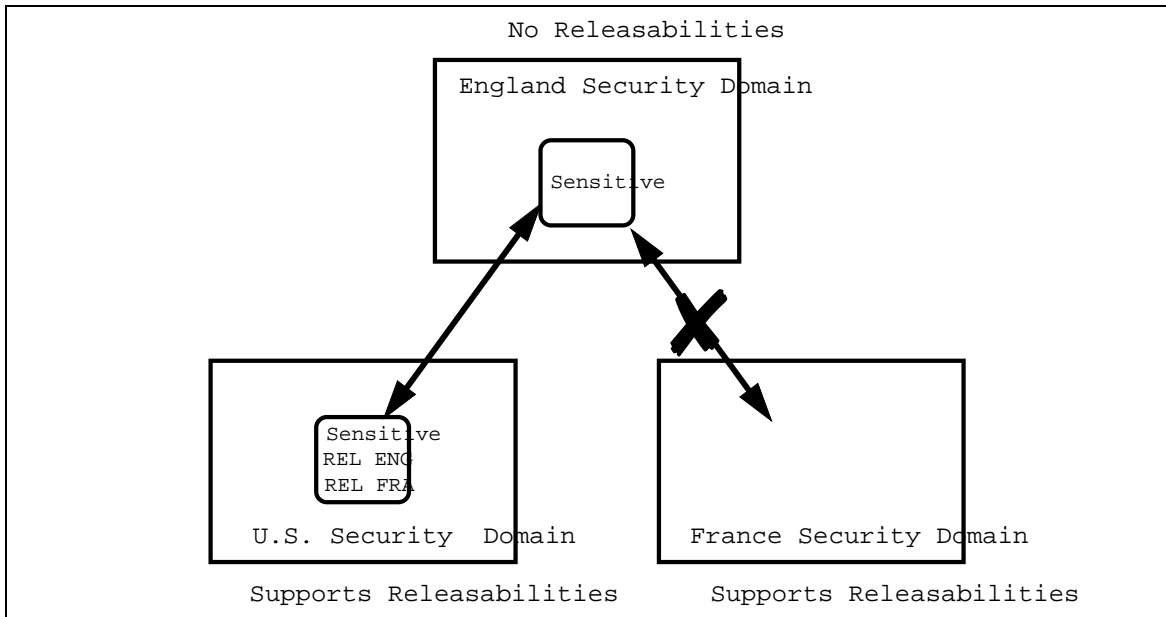 No Releasabilities
England Security Domain
Sensitive
Sensitive
REL ENG
REL FRA
U.S. Security  Domain
France Security Domain
Supports Releasabilities
Supports Releasabilities